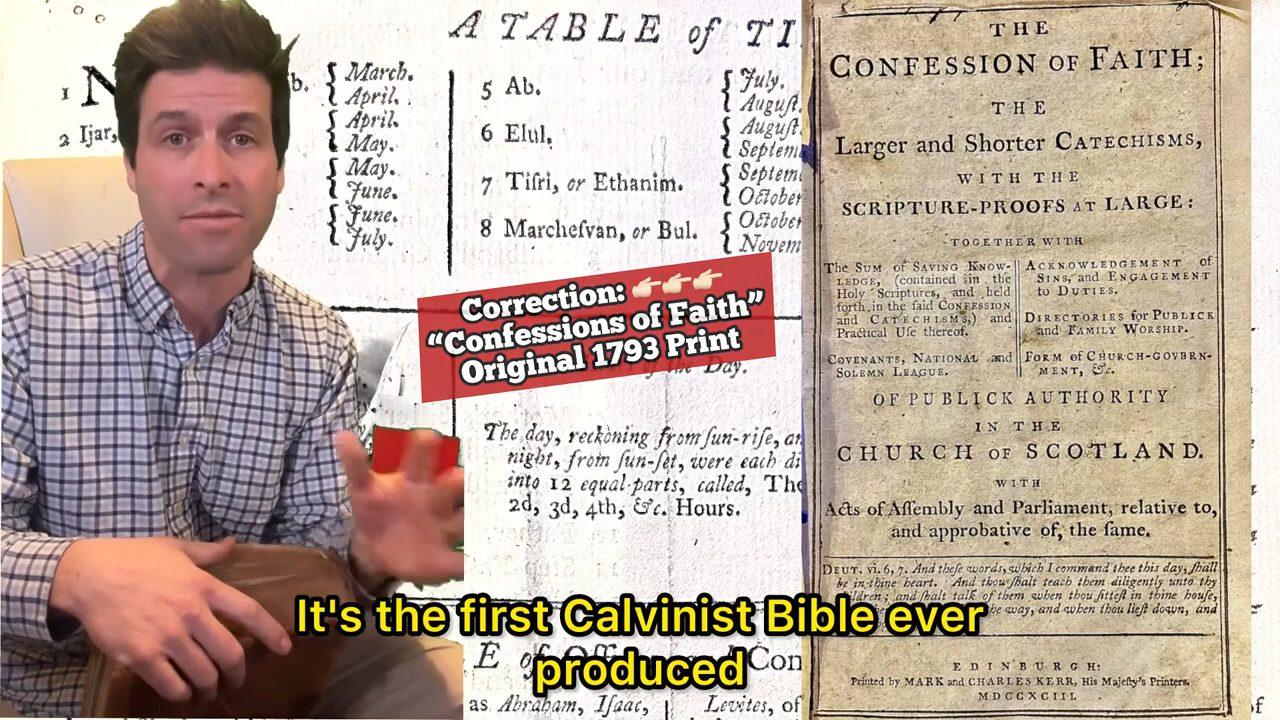 A TABLE of TI
1 N
b.
March.
April.
2 Ijar,
April.
May.
May.
June.
June.
July.
5 Ab.
July.
Auguſt.
6 Elul.
Auguſt.
Septem
7 Tiſri, or Ethanim.
Septem
October
8 Marcheſvan, or Bul.
October
Novem
Correction: 👉🏻👉🏻👉🏻
“Confessions of Faith”
Original 1793 Print
the Day.
The day, reckoning from ſun-riſe, an
night, from ſun-ſet, were each di
into 12 equal parts, called, The
2d, 3d, 4th, &c. Hours.
E of
Con
as Abraham, Iſaac,
Levites, of
THE
CONFESSION OF FAITH;
THE
Larger and Shorter CATECHISMS,
WITH THE
SCRIPTURE-PROOFS AT LARGE:
TOGETHER WITH
The SUM of SAVING KNOW-
LEDGE, (contained in the
Holy Scriptures, and held
forth in the ſaid CONFESSION
and CATECHISMS,) and
Practical Uſe thereof.
COVENANTS, NATIONAL and
SOLEMN LEAGUE.
ACKNOWLEDGEMENT of
SINS, and ENGAGEMENT
to DUTIES.
DIRECTORIES for PUBLICK
and FAMILY WORSHIP.
FORM of CHURCH-GOVERN-
MENT, &c.
OF PUBLICK AUTHORITY
IN THE
CHURCH OF SCOTLAND.
WITH
Acts of Aſſembly and Parliament, relative to,
and approbative of, the ſame.
DEUT. vi. 6, 7. And theſe words, which I command thee this day, ſhall
be in thine heart. And thou ſhalt teach them diligently unto thy
children; and ſhalt talk of them when thou ſitteſt in thine houſe,
the way, and when thou lieſt down, and
EDINBURGH:
Printed by MARK and CHARLES KERR, His Majeſty's Printers.
MDCCXCIII.
It's the first Calvinist Bible ever
produced